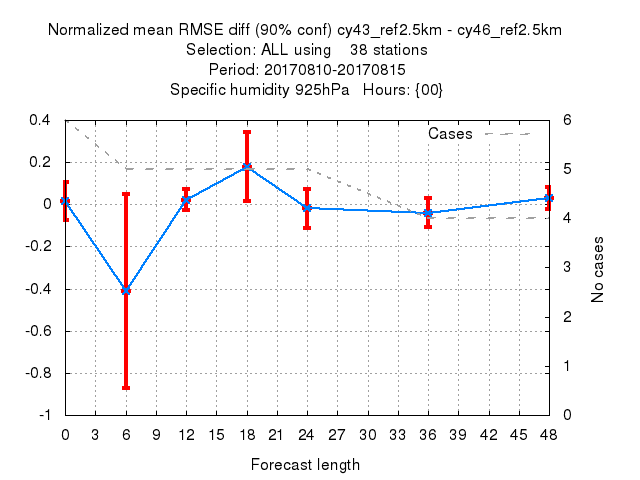 Normalized mean RMSE diff (90% conf) cy43_ref2.5km - cy46_ref2.5km
Selection: ALL using    38 stations
Period: 20170810-20170815
Specific humidity 925hPa   Hours: {00}
Cases
0.4
0.2
0
-0.2
-0.4
-0.6
-0.8
-1
6
5
4
3
2
1
0
No cases
0 3 6 9 12 15 18 21 24 27 30 33 36 39 42 45 48
Forecast length